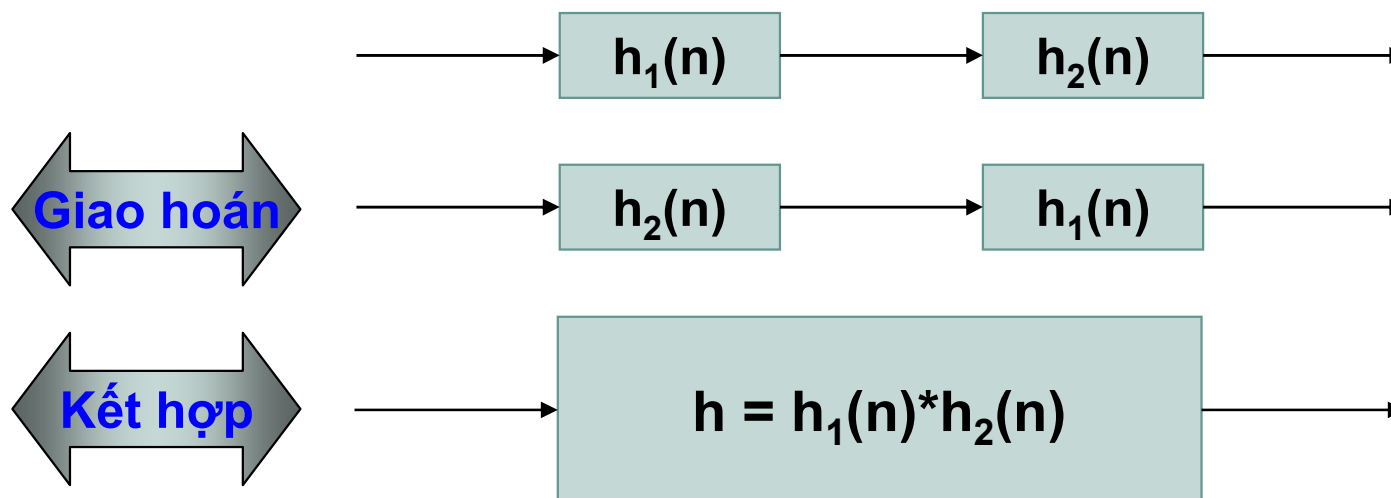 h₁(n) h₂(n)
Giao hoán h₂(n) h₁(n)
Kết hợp h = h₁(n)*h₂(n)